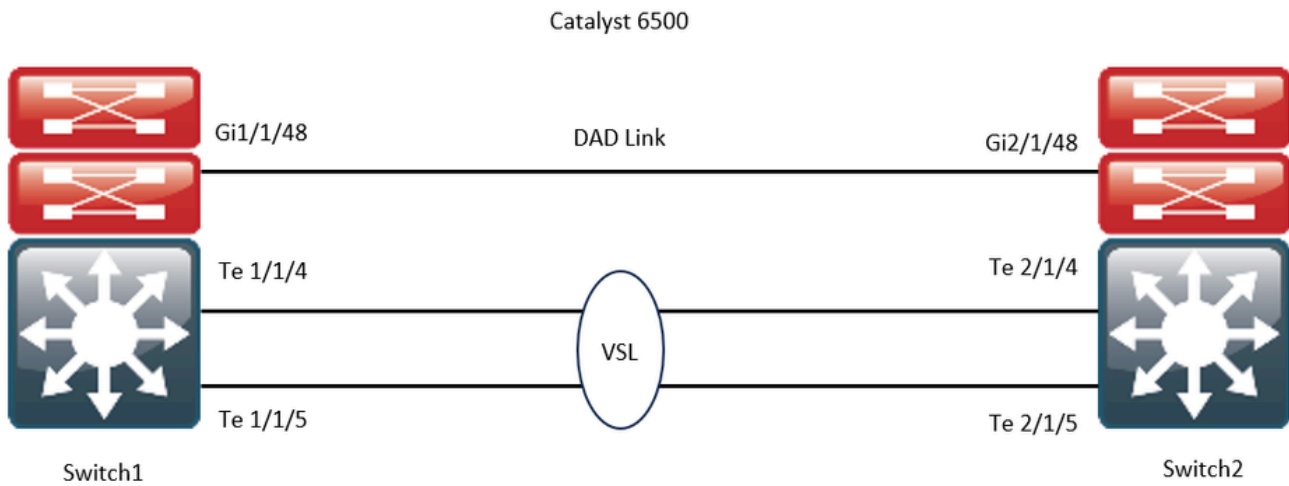 Catalyst 6500
Gi1/1/48
DAD Link
Gi2/1/48
Te 1/1/4
Te 2/1/4
VSL
Te 1/1/5
Te 2/1/5
Switch1
Switch2